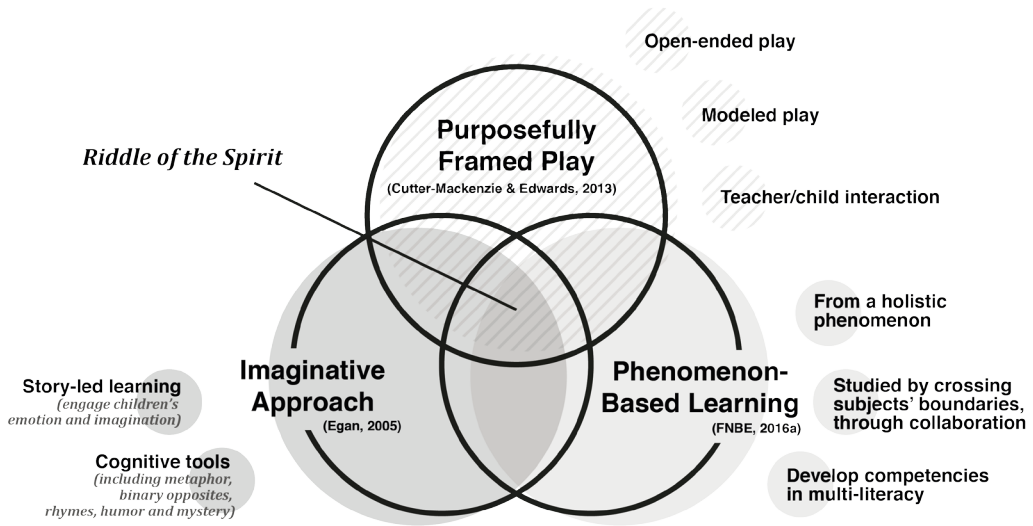 Open-ended play
Purposefully
Framed Play
(Cutter-Mackenzie & Edwards, 2013)
Modeled play
Riddle of the Spirit
Teacher/child interaction
From a holistic
phenomenon
Imaginative
Approach
(Egan, 2005)
Phenomenon-
Based Learning
(FNBE, 2016a)
Story-led learning
(engage children's
emotion and imagination)
Studied by crossing
subjects' boundaries,
through collaboration
Cognitive tools
(including metaphor,
binary opposites,
rhymes, humor and mystery)
Develop competencies
in multi-literacy